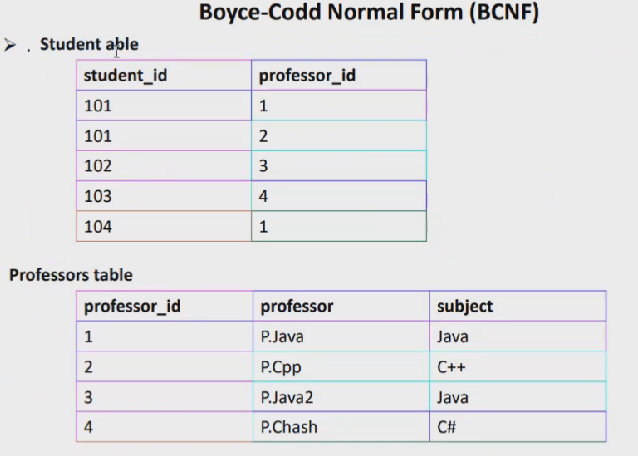 Boyce-Codd Normal Form (BCNF)
➢ . Student able
student_id professor_id
101 1
101 2
102 3
103 4
104 1
Professors table
professor_id professor subject
1 P.Java Java
2 P.Cpp C++
3 P.Java2 Java
4 P.Chash C#